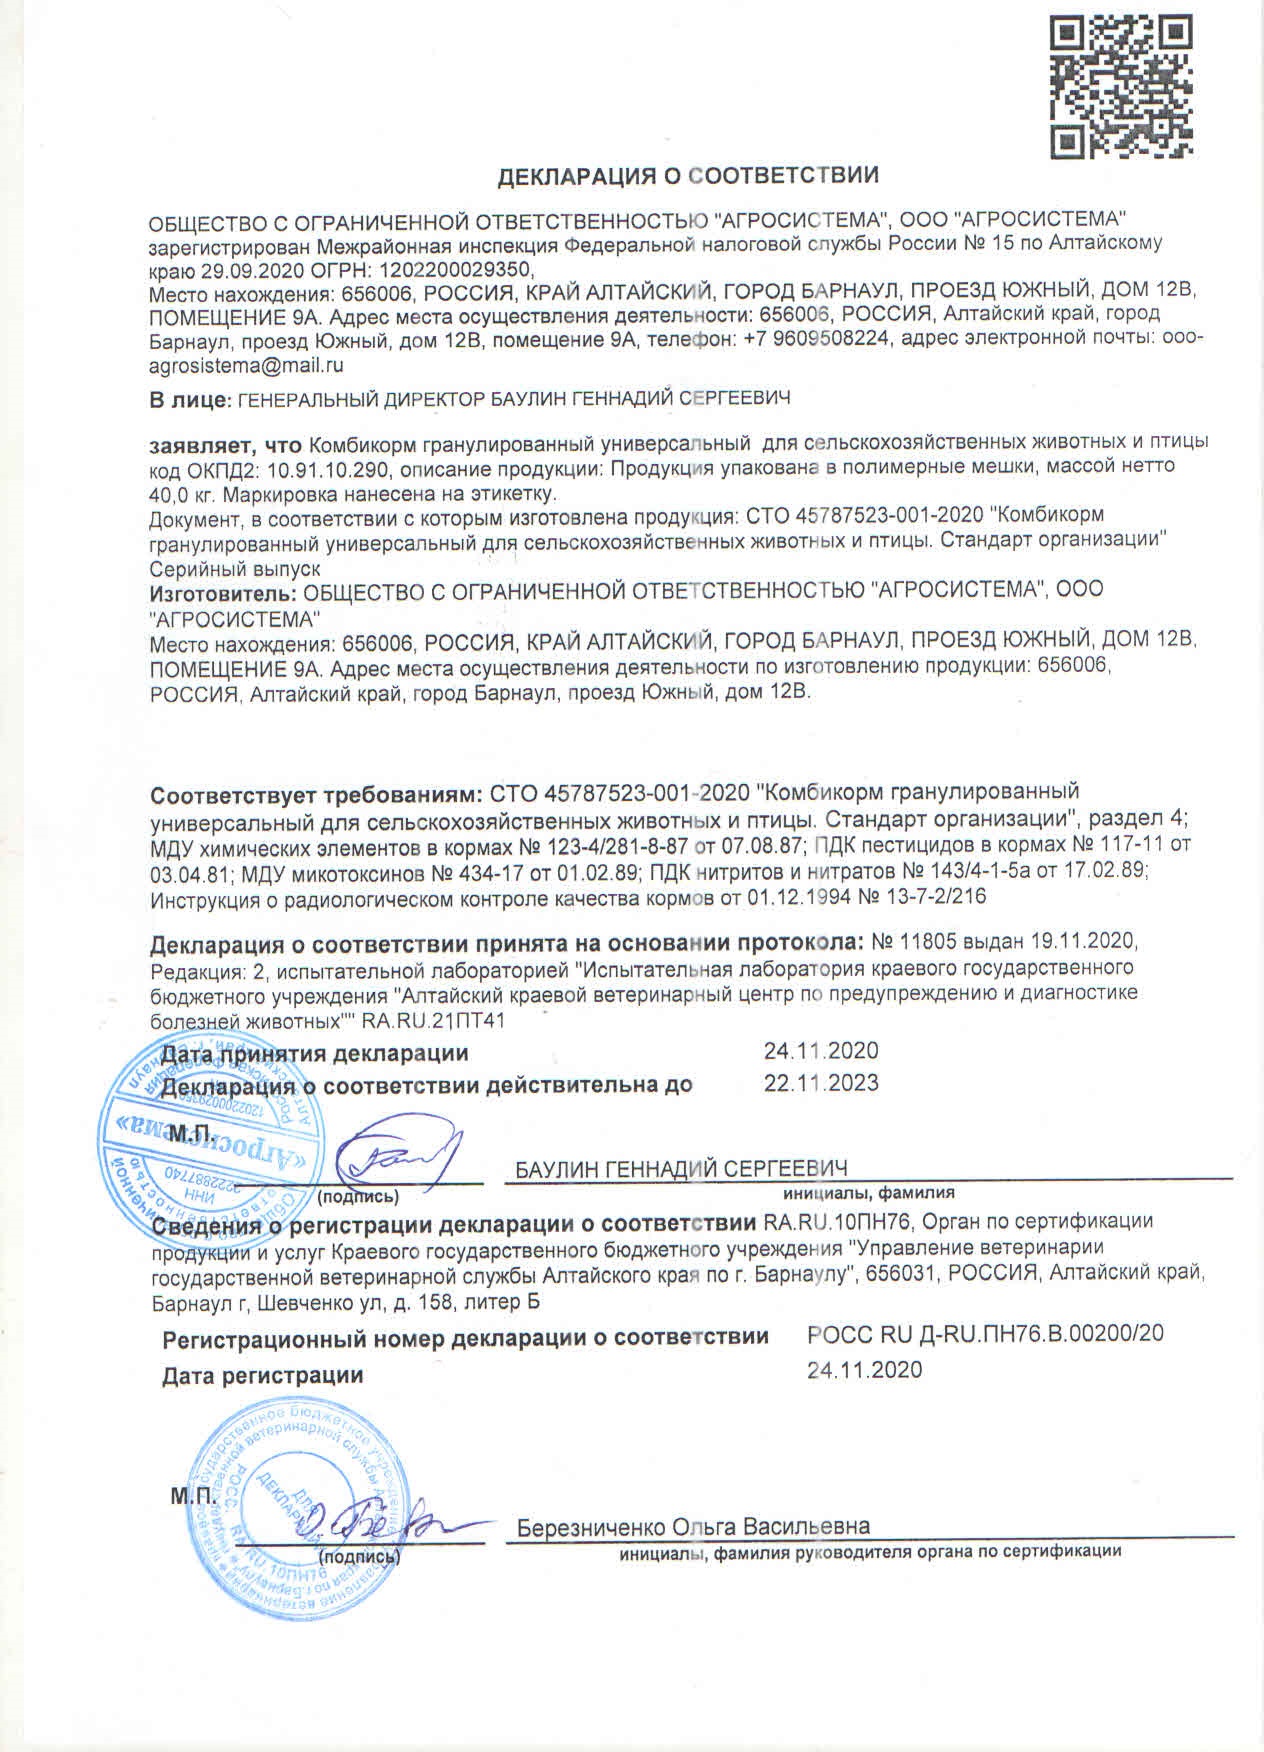 ДЕКЛАРАЦИЯ О СООТВЕТСТВИИ
ОБЩЕСТВО С ОГРАНИЧЕННОЙ ОТВЕТСТВЕННОСТЬЮ "АГРОСИСТЕМА", ООО "АГРОСИСТЕМА"
зарегистрирован Межрайонная инспекция Федеральной налоговой службы России № 15 по Алтайскому
краю 29.09.2020 ОГРН: 1202200029350,
Место нахождения: 656006, РОССИЯ, КРАЙ АЛТАЙСКИЙ, ГОРОД БАРНАУЛ, ПРОЕЗД ЮЖНЫЙ, ДОМ 12В,
ПОМЕЩЕНИЕ 9А. Адрес места осуществления деятельности: 656006, РОССИЯ, Алтайский край, город
Барнаул, проезд Южный, дом 12В, помещение 9А, телефон: +7 9609508224, адрес электронной почты: ooo-
agrosistema@mail.ru
В лице: ГЕНЕРАЛЬНЫЙ ДИРЕКТОР БАУЛИН ГЕННАДИЙ СЕРГЕЕВИЧ
заявляет, что Комбикорм гранулированный универсальный для сельскохозяйственных животных и птицы
код ОКПД2: 10.91.10.290, описание продукции: Продукция упакована в полимерные мешки, массой нетто
40,0 кг. Маркировка нанесена на этикетку.
Документ, в соответствии с которым изготовлена продукция: СТО 45787523-001-2020 "Комбикорм
гранулированный универсальный для сельскохозяйственных животных и птицы. Стандарт организации"
Серийный выпуск
Изготовитель: ОБЩЕСТВО С ОГРАНИЧЕННОЙ ОТВЕТСТВЕННОСТЬЮ "АГРОСИСТЕМА", ООО
"АГРОСИСТЕМА"
Место нахождения: 656006, РОССИЯ, КРАЙ АЛТАЙСКИЙ, ГОРОД БАРНАУЛ, ПРОЕЗД ЮЖНЫЙ, ДОМ 12В,
ПОМЕЩЕНИЕ 9А. Адрес места осуществления деятельности по изготовлению продукции: 656006,
РОССИЯ, Алтайский край, город Барнаул, проезд Южный, дом 12В.
Соответствует требованиям: СТО 45787523-001-2020 "Комбикорм гранулированный
универсальный для сельскохозяйственных животных и птицы. Стандарт организации", раздел 4;
МДУ химических элементов в кормах № 123-4/281-8-87 от 07.08.87; ПДК пестицидов в кормах № 117-11 от
03.04.81; МДУ микотоксинов № 434-17 от 01.02.89; ПДК нитритов и нитратов № 143/4-1-5а от 17.02.89;
Инструкция о радиологическом контроле качества кормов от 01.12.1994 № 13-7-2/216
Декларация о соответствии принята на основании протокола: № 11805 выдан 19.11.2020,
Редакция: 2, испытательной лабораторией "Испытательная лаборатория краевого государственного
бюджетного учреждения "Алтайский краевой ветеринарный центр по предупреждению и диагностике
болезней животных"" RA.RU.21ПТ41
Дата принятия декларации 24.11.2020
Декларация о соответствии действительна до 22.11.2023
М.П.
«Агросистема»
ИНН
2222887740
1202200029350
БАУЛИН ГЕННАДИЙ СЕРГЕЕВИЧ
(подпись) инициалы, фамилия
Сведения о регистрации декларации о соответствии RA.RU.10ПН76, Орган по сертификации
продукции и услуг Краевого государственного бюджетного учреждения "Управление ветеринарии
государственной ветеринарной службы Алтайского края по г. Барнаулу", 656031, РОССИЯ, Алтайский край,
Барнаул г, Шевченко ул, д. 158, литер Б
Регистрационный номер декларации о соответствии РОСС RU Д-RU.ПН76.В.00200/20
Дата регистрации 24.11.2020
М.П.
ДЛЯ
ДЕКЛАРАЦИЙ
РОСС RA.RU.10ПН76
Березниченко Ольга Васильевна
(подпись) инициалы, фамилия руководителя органа по сертификации